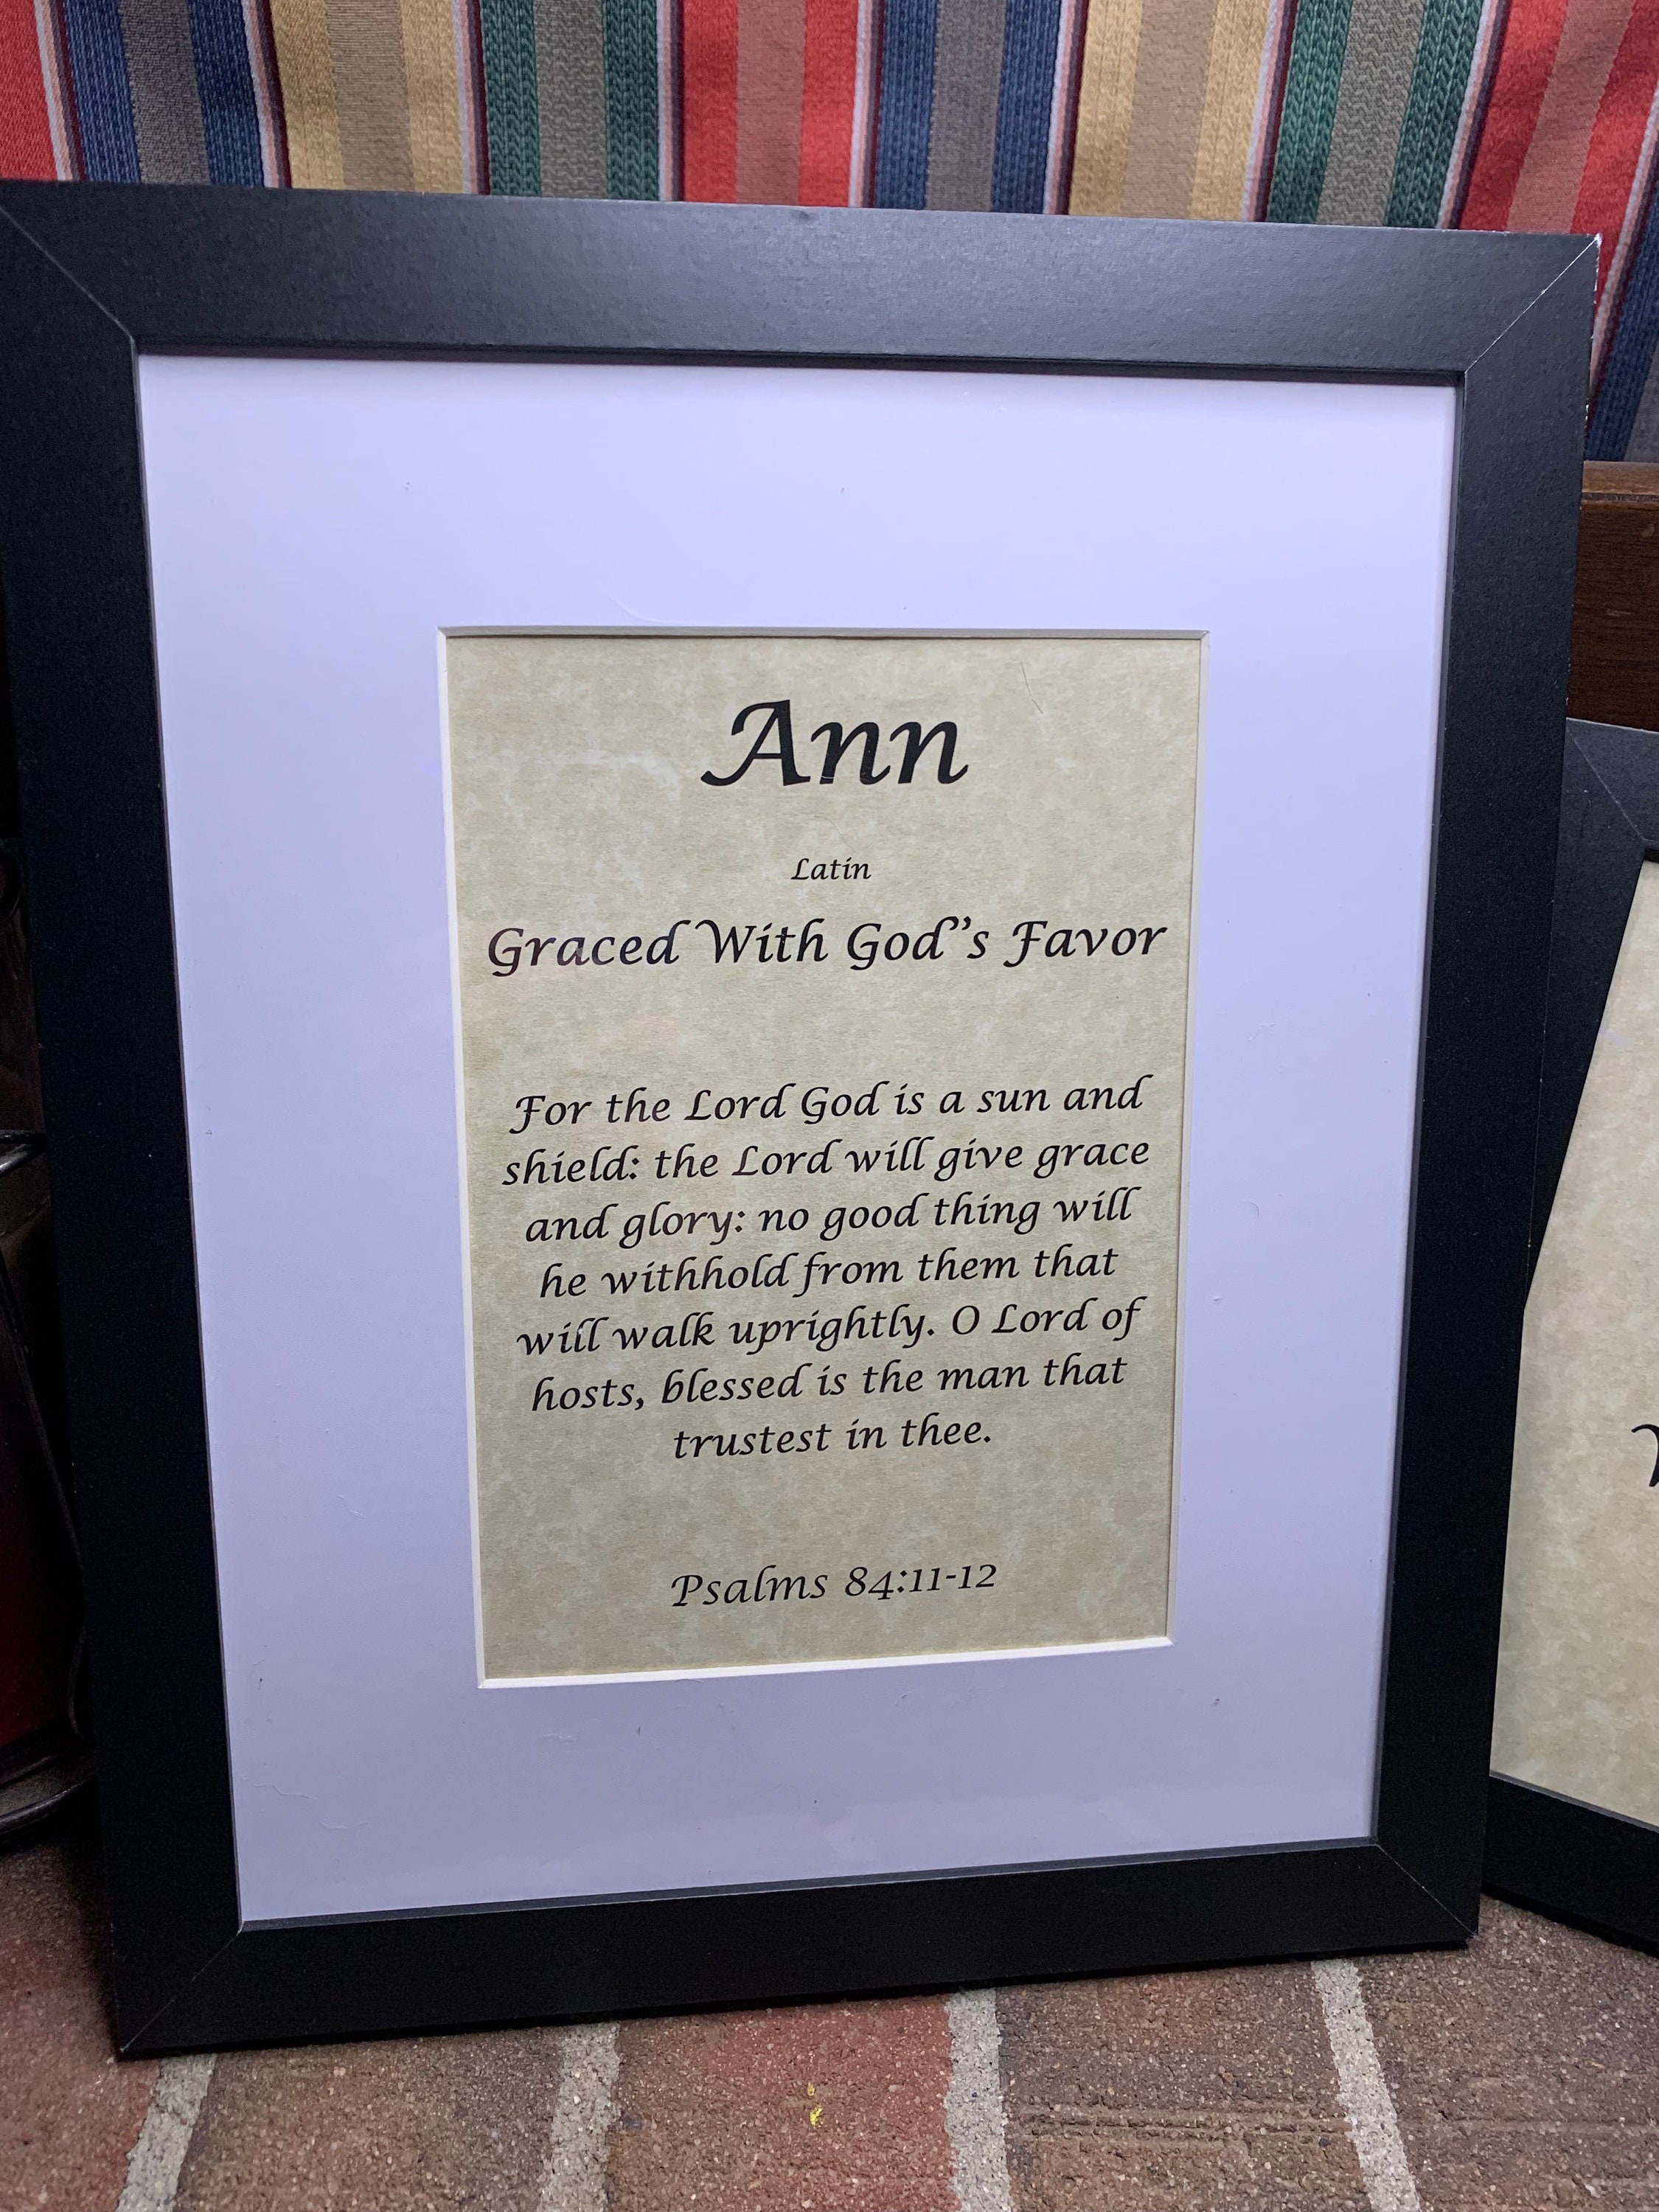 Ann
Latin
Graced With God''s Favor
For the Lord God is a sun and
shield: the Lord will give grace
and glory: no good thing will
he withhold from them that
will walk uprightly. O Lord of
hosts, blessed is the man that
trustest in thee.
Psalms 84:11-12